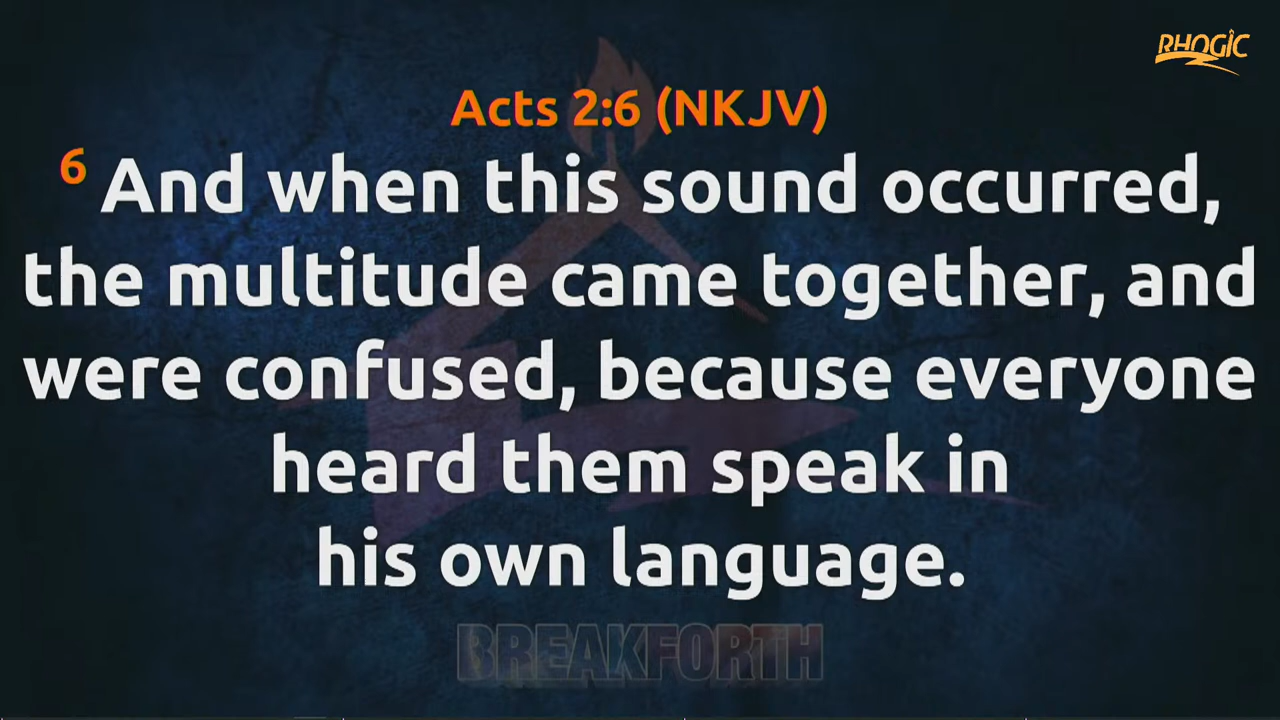 RHOGIC
Acts 2:6 (NKJV)
6 And when this sound occurred,
the multitude came together, and
were confused, because everyone
heard them speak in
his own language.
BREAKFORTH